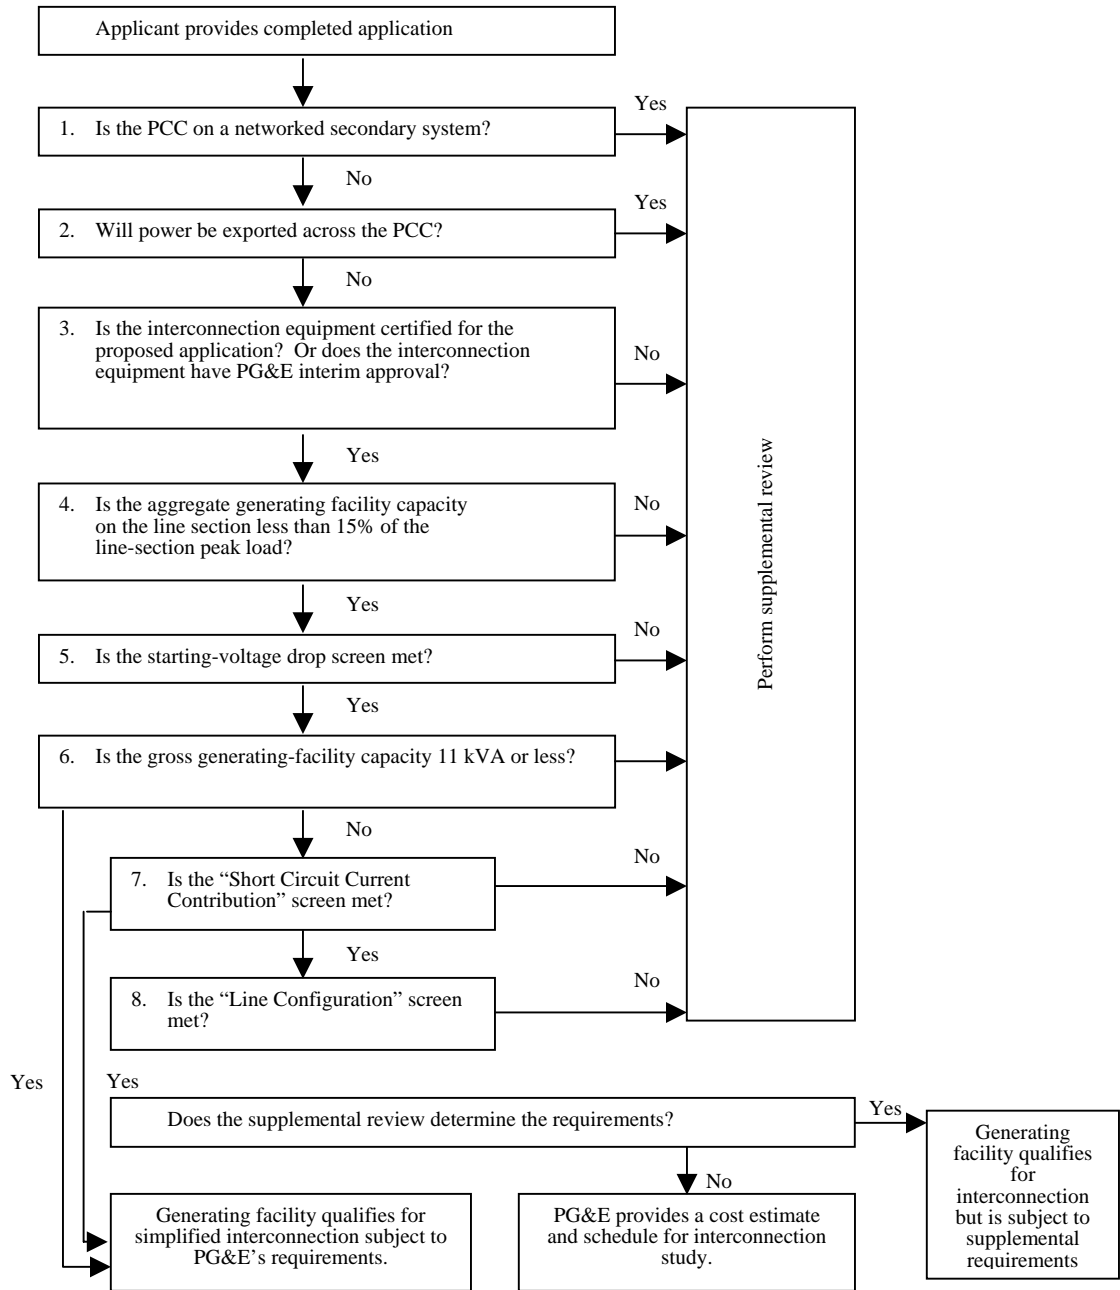 Applicant provides completed application
Yes
1. Is the PCC on a networked secondary system?
No
Yes
2. Will power be exported across the PCC?
No
3. Is the interconnection equipment certified for the
proposed application? Or does the interconnection
equipment have PG&E interim approval?
No
Yes
4. Is the aggregate generating facility capacity
on the line section less than 15% of the
line-section peak load?
No
Perform supplemental review
Yes
No
5. Is the starting-voltage drop screen met?
Yes
6. Is the gross generating-facility capacity 11 kVA or less?
No
7. Is the “Short Circuit Current
Contribution” screen met?
No
Yes
8. Is the “Line Configuration” screen
met?
No
Yes
Yes
Does the supplemental review determine the requirements?
Yes
No
Generating
facility qualifies
for
interconnection
but is subject to
supplemental
requirements
Generating facility qualifies for
simplified interconnection subject to
PG&E’s requirements.
PG&E provides a cost estimate
and schedule for interconnection
study.